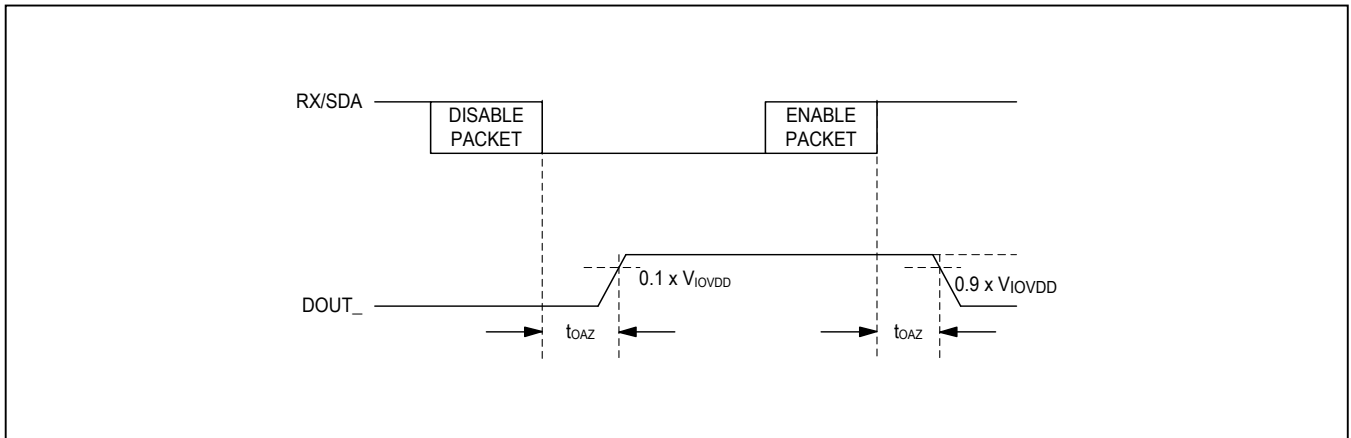 RX/SDA
DISABLE
PACKET
ENABLE
PACKET
0.1 x VIOVDD
0.9 x VIOVDD
DOUT_
tOAZ
tOAZ